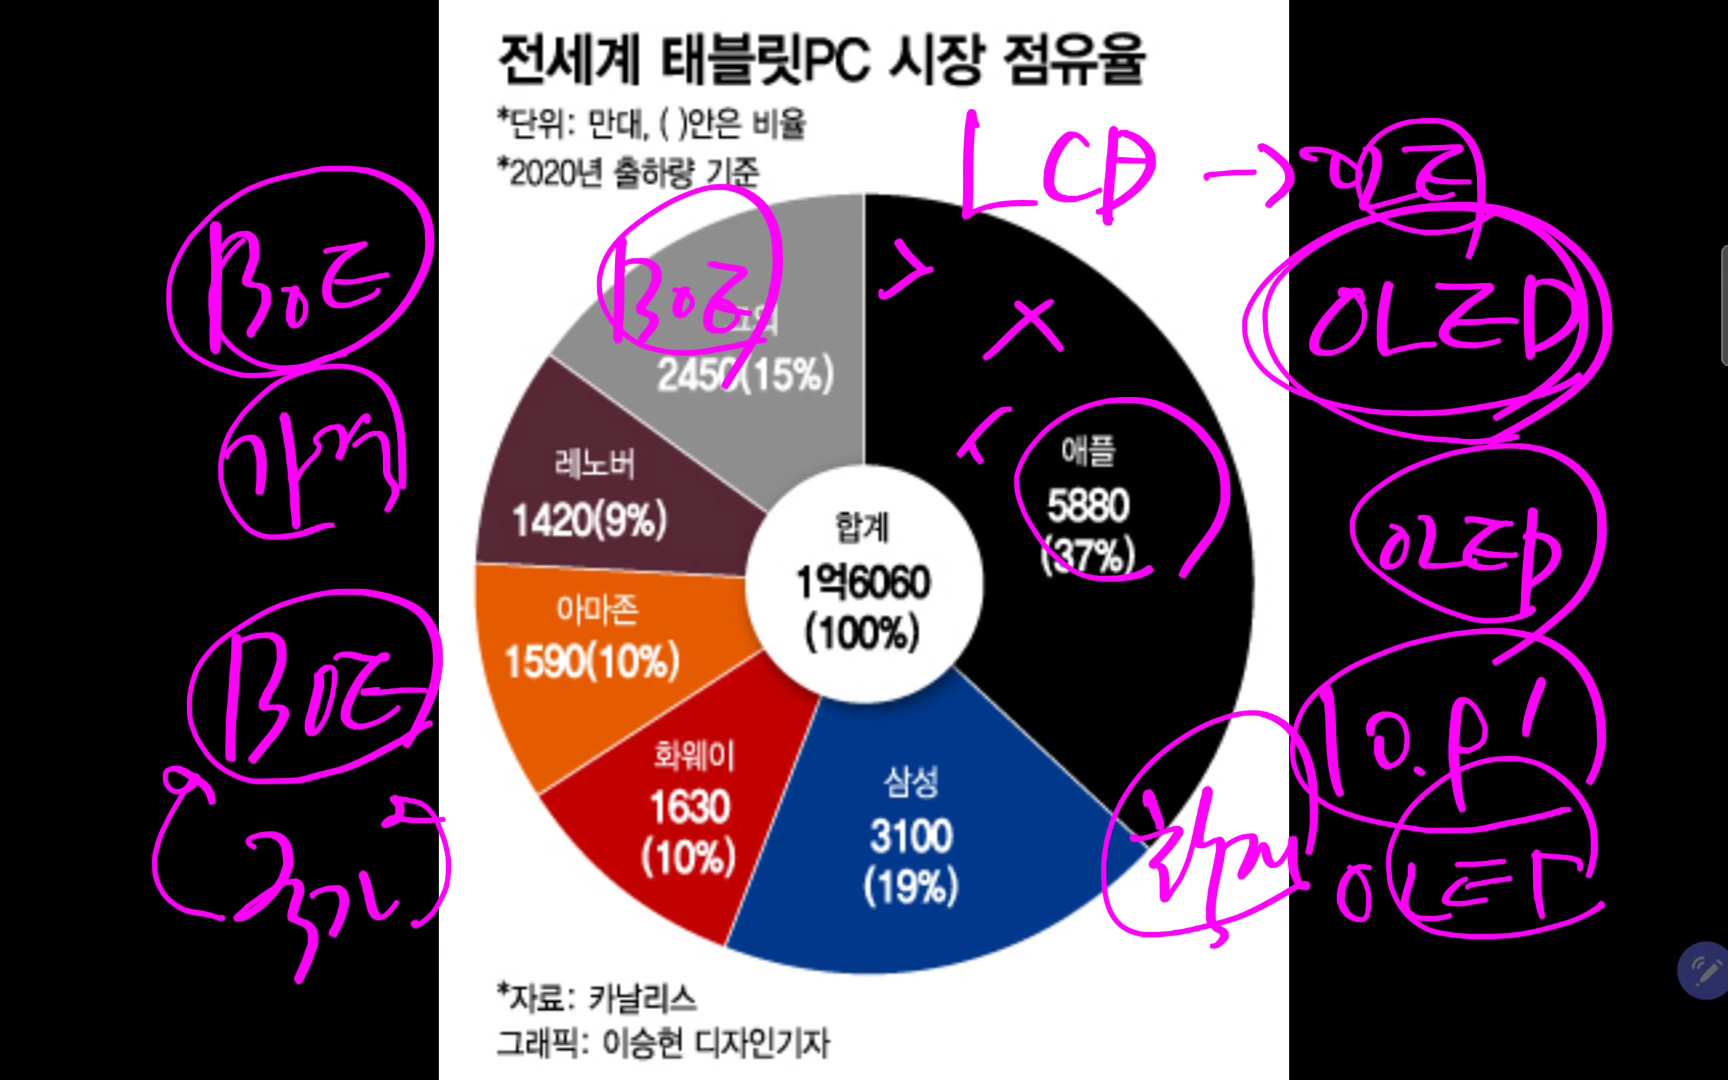 전세계 태블릿PC 시장 점유율
*단위: 만대, ( )안은 비율
*2020년 출하량 기준
LCD → OLE
BOE
BOE
OLED
2450(15%)
가격
애플
5880
(37%)
레노버
1420(9%)
합계
1억6060
(100%)
OLED
아마존
1590(10%)
BOE
화웨이
1630
(10%)
삼성
3100
(19%)
10.9"
OLED
*자료: 카날리스
그래픽: 이승현 디자인기자